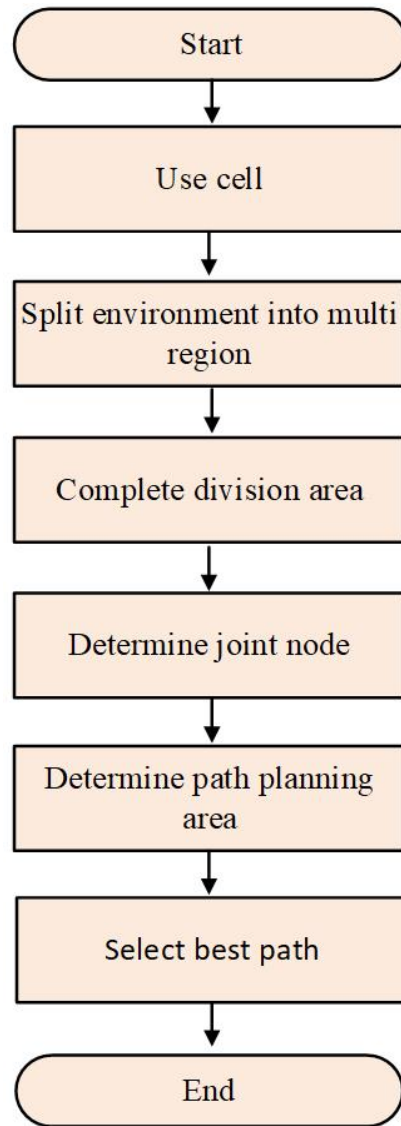 Start
Use cell
Split environment into multi
region
Complete division area
Determine joint node
Determine path planning
area
Select best path
End